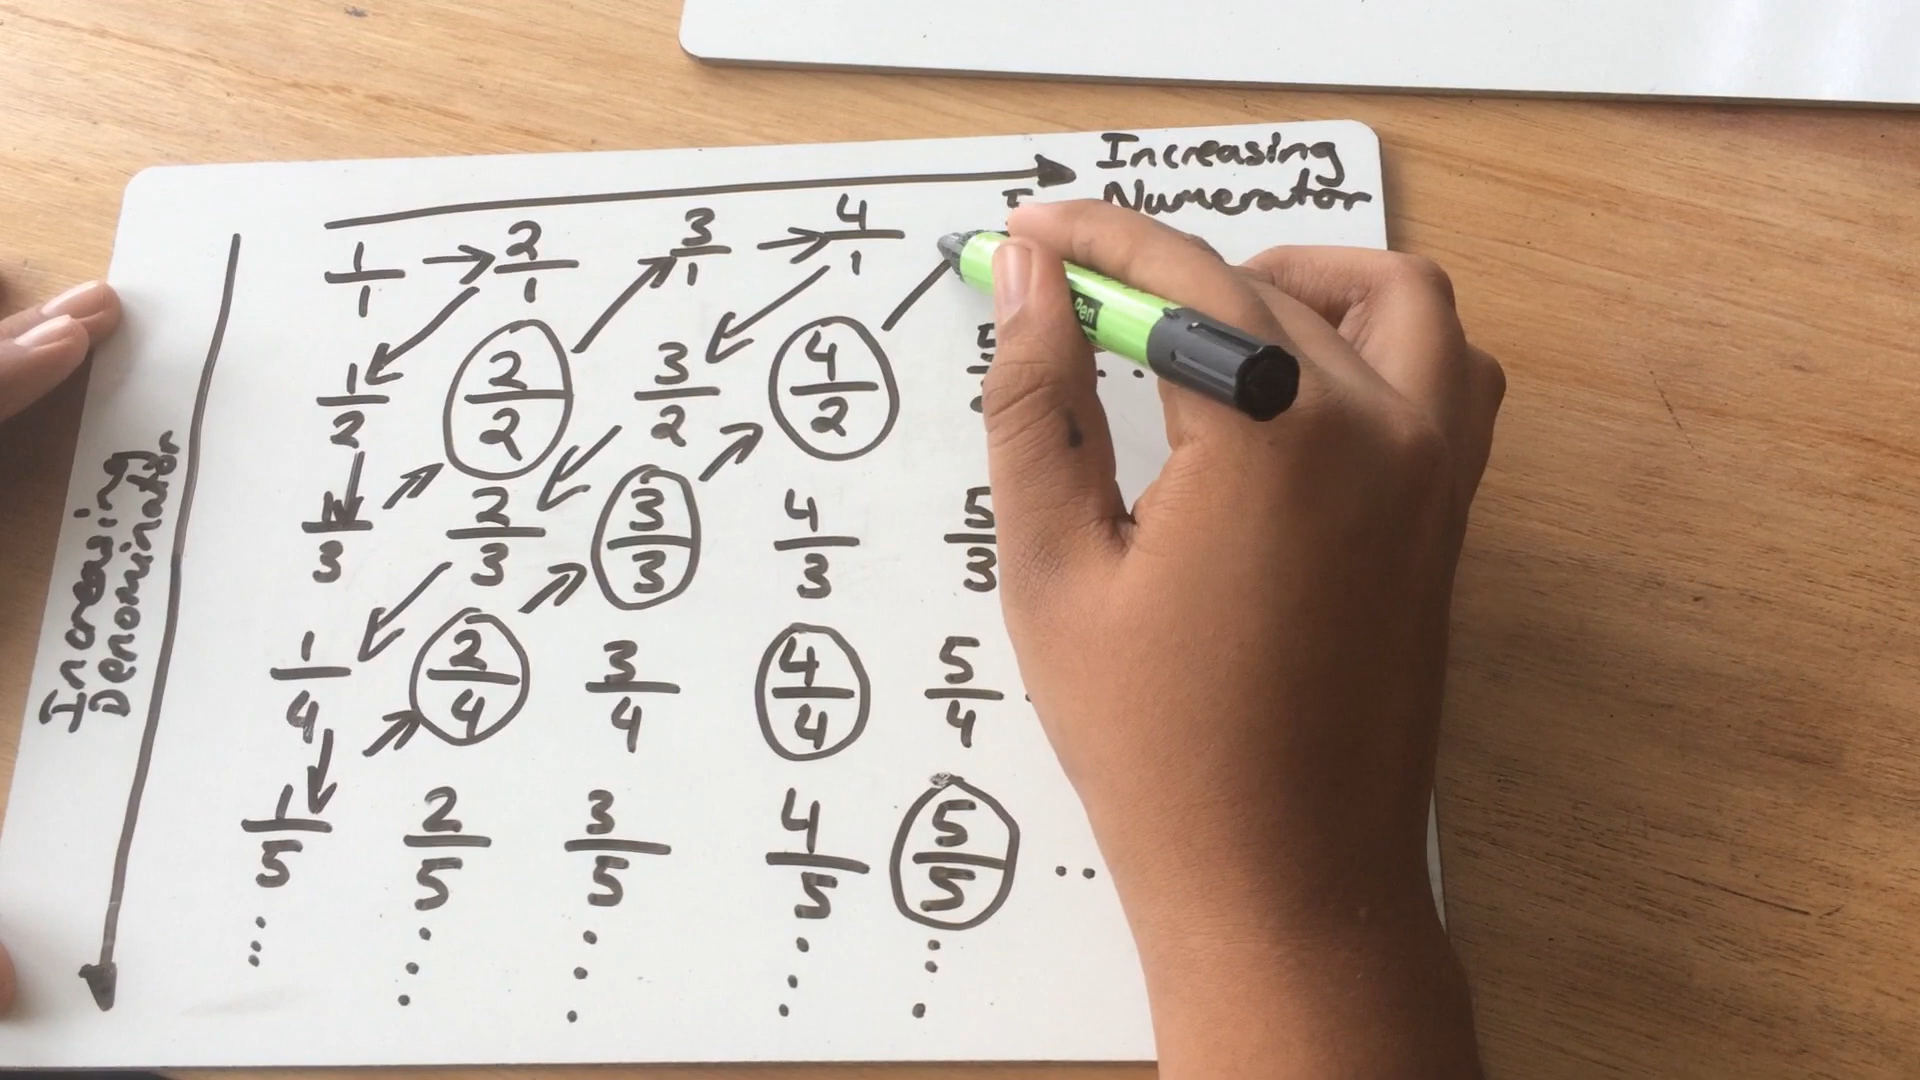 Increasing
Numerator
1/1 → 2/1 3/1 → 4/1
1/2 2/2 3/2 4/2
1/3 2/3 3/3 4/3 5/3
1/4 2/4 3/4 4/4 5/4
1/5 2/5 3/5 4/5 5/5 ..
Increasing
Denominator
Pen